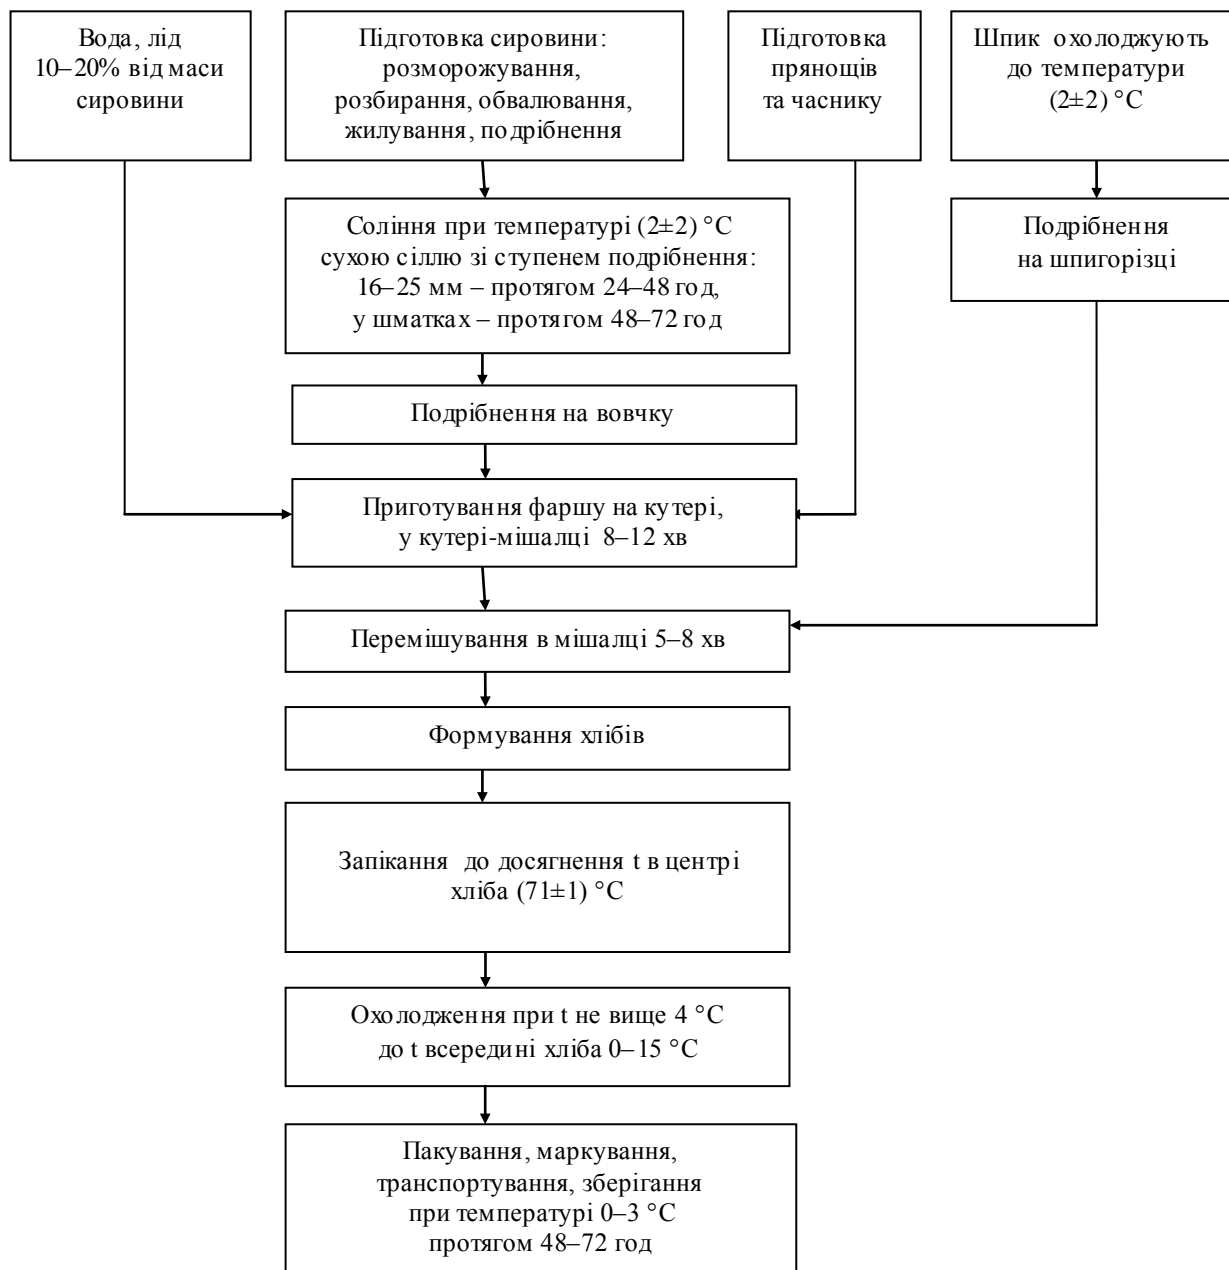 Вода, лід
10–20% від маси
сировини
Підготовка сировини:
розморожування,
розбирання, обвалювання,
жилування, подрібнення
Підготовка
прянощів
та часнику
Шпик охолоджують
до температури
(2±2) °С
Соління при температурі (2±2) °С
сухою сіллю зі ступенем подрібнення:
16–25 мм – протягом 24–48 год,
у шматках – протягом 48–72 год
Подрібнення
на шпигорізці
Подрібнення на вовчку
Приготування фаршу на кутері,
у кутері-мішалці 8–12 хв
Перемішування в мішалці 5–8 хв
Формування хлібів
Запікання до досягнення t в центрі
хліба (71±1) °С
Охолодження при t не вище 4 °С
до t всередині хліба 0–15 °С
Пакування, маркування,
транспортування, зберігання
при температурі 0–3 °С
протягом 48–72 год